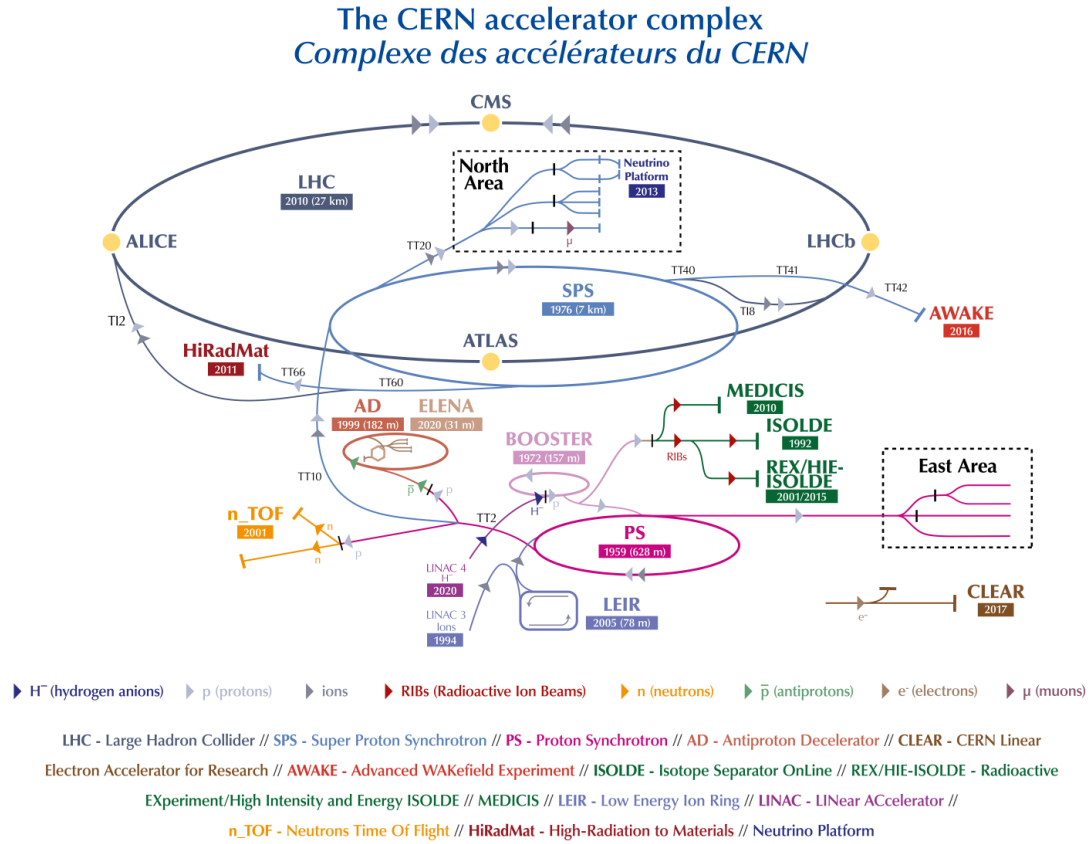 The CERN accelerator complex
Complexe des accélérateurs du CERN
CMS
North
Area
Neutrino
Platform
2013
LHC
2010 (27 km)
µ
ALICE
TT20
LHCb
TT40
TT41
TT42
SPS
1976 (7 km)
TI8
AWAKE
2016
TI2
ATLAS
HiRadMat
2011
TT66
TT60
AD
1999 (182 m)
ELENA
2020 (31 m)
MEDICIS
2010
BOOSTER
1972 (157 m)
ISOLDE
1992
RIBs
REX/HIE-
ISOLDE
2001/2015
East Area
TT10
p̅
p
H⁻
p
TT2
n_TOF
2001
n
n
p
PS
1959 (628 m)
LINAC 4
H⁻
2020
LINAC 3
Ions
1994
LEIR
2005 (78 m)
e⁻
CLEAR
2017
H⁻ (hydrogen anions)
p (protons)
ions
RIBs (Radioactive Ion Beams)
n (neutrons)
p̅ (antiprotons)
e⁻ (electrons)
µ (muons)
LHC - Large Hadron Collider // SPS - Super Proton Synchrotron // PS - Proton Synchrotron // AD - Antiproton Decelerator // CLEAR - CERN Linear
Electron Accelerator for Research // AWAKE - Advanced WAKefield Experiment // ISOLDE - Isotope Separator OnLine // REX/HIE-ISOLDE - Radioactive
EXperiment/High Intensity and Energy ISOLDE // MEDICIS // LEIR - Low Energy Ion Ring // LINAC - LINear ACcelerator //
n_TOF - Neutrons Time Of Flight // HiRadMat - High-Radiation to Materials // Neutrino Platform